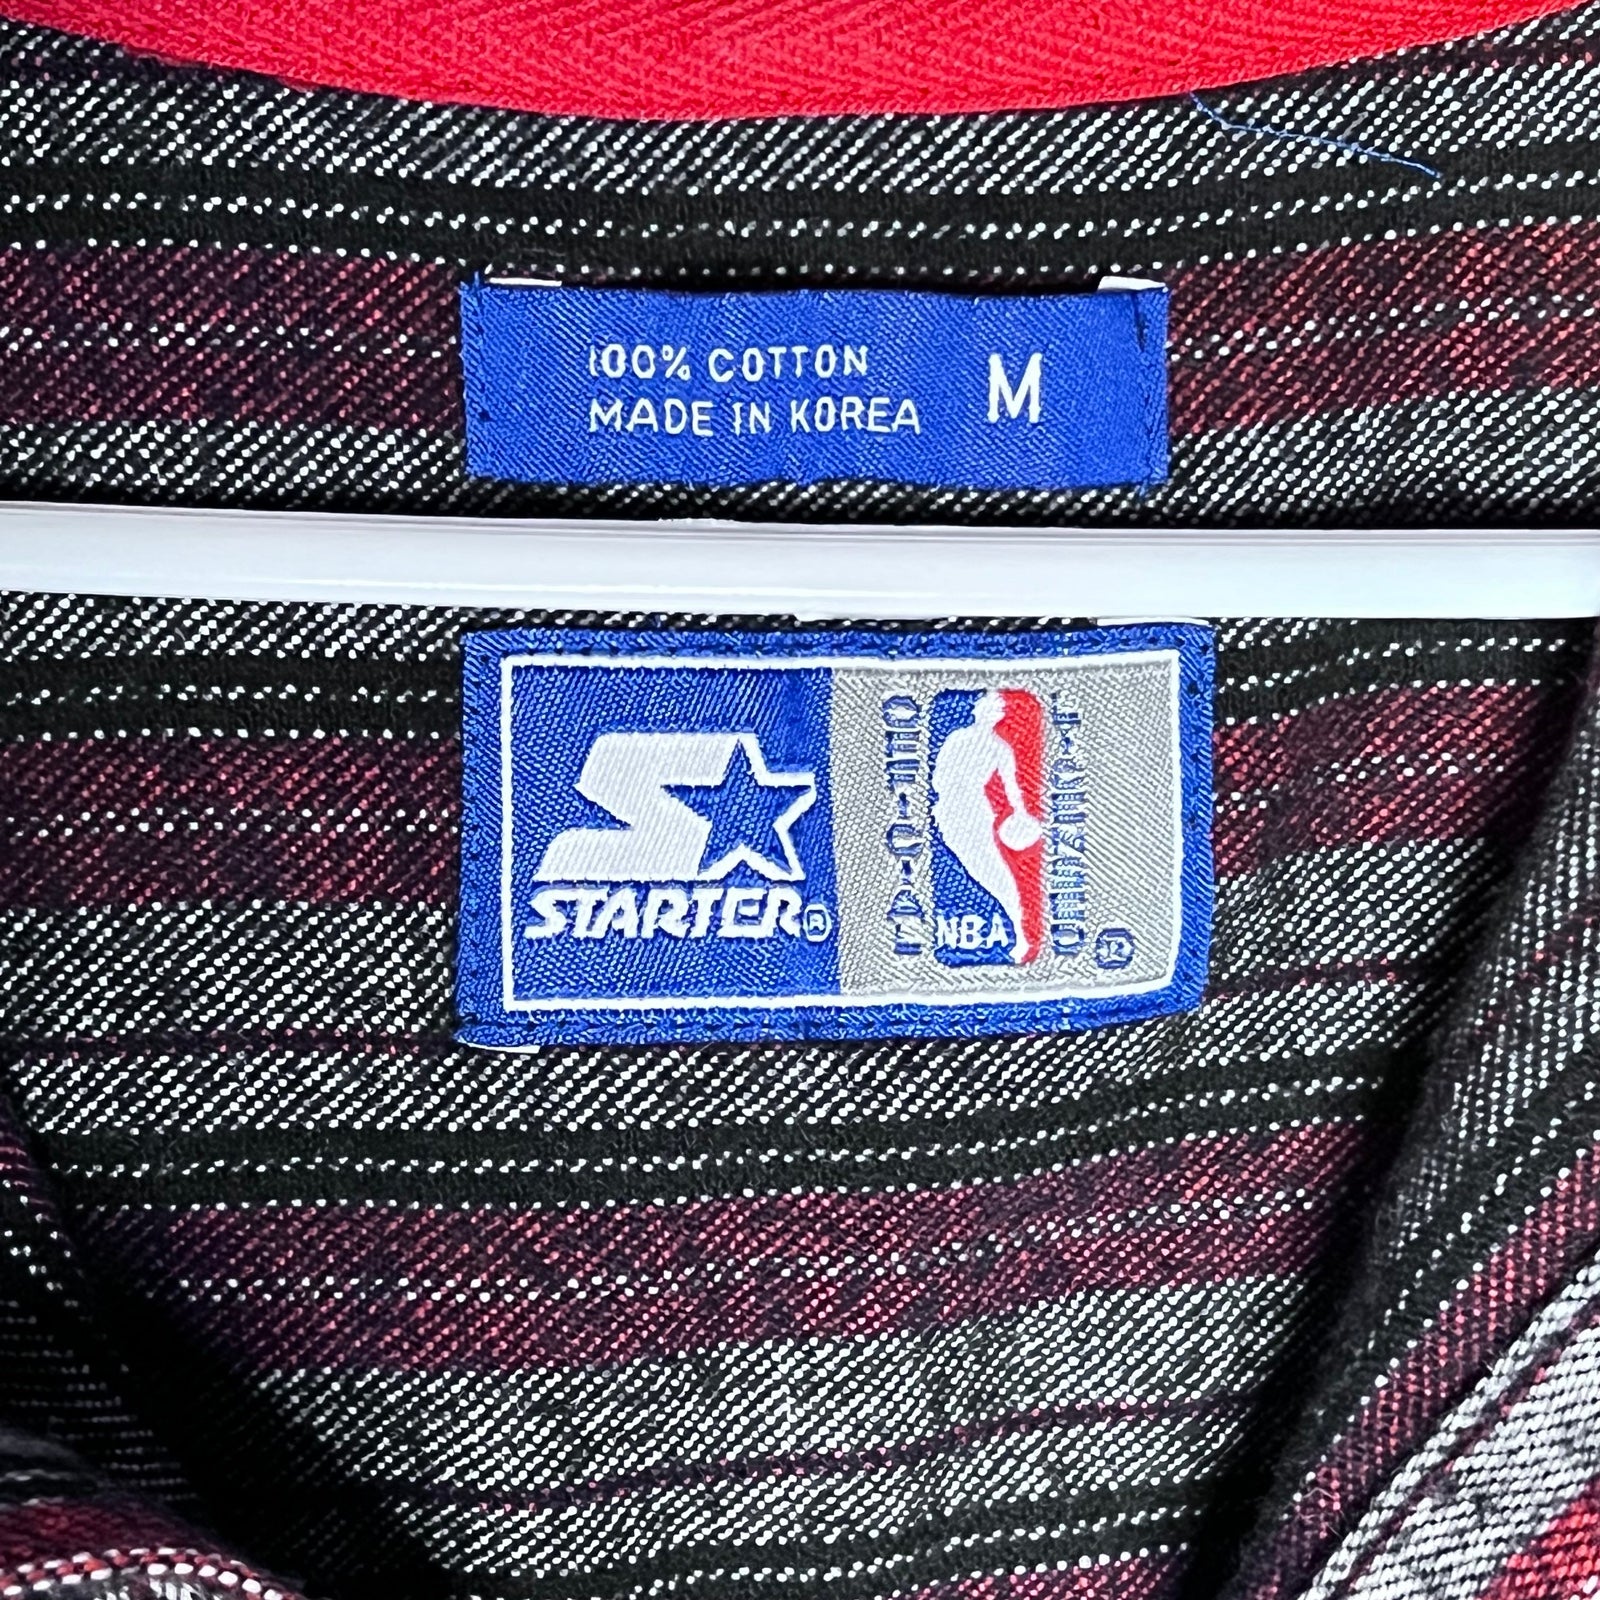 100% COTTON
MADE IN KOREA
M
STARTER®
NBA
®